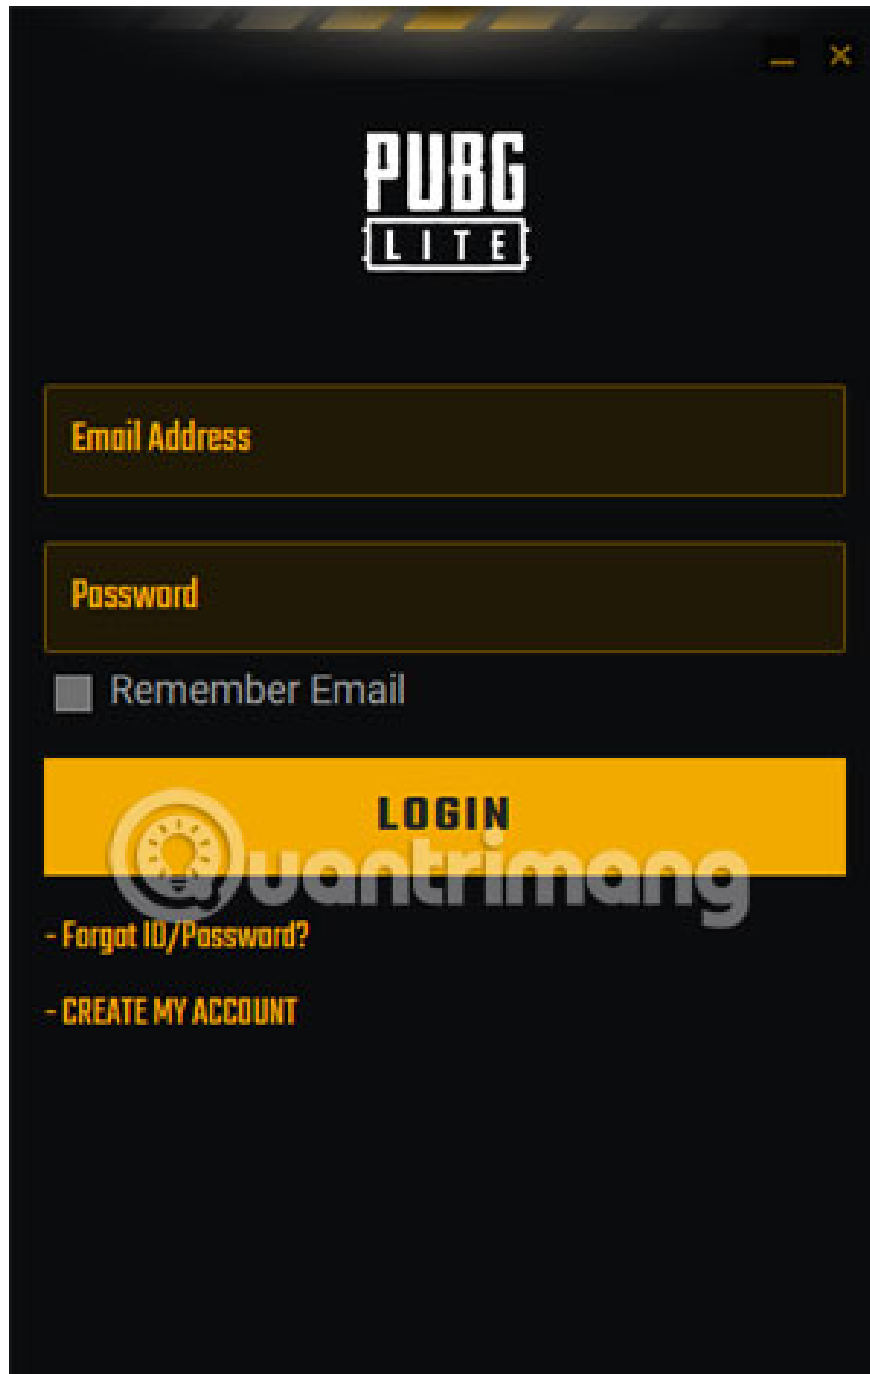 PUBG
LITE
Email Address
Password
Remember Email
LOGIN
Quantrimang
- Forgot ID/Password?
- CREATE MY ACCOUNT